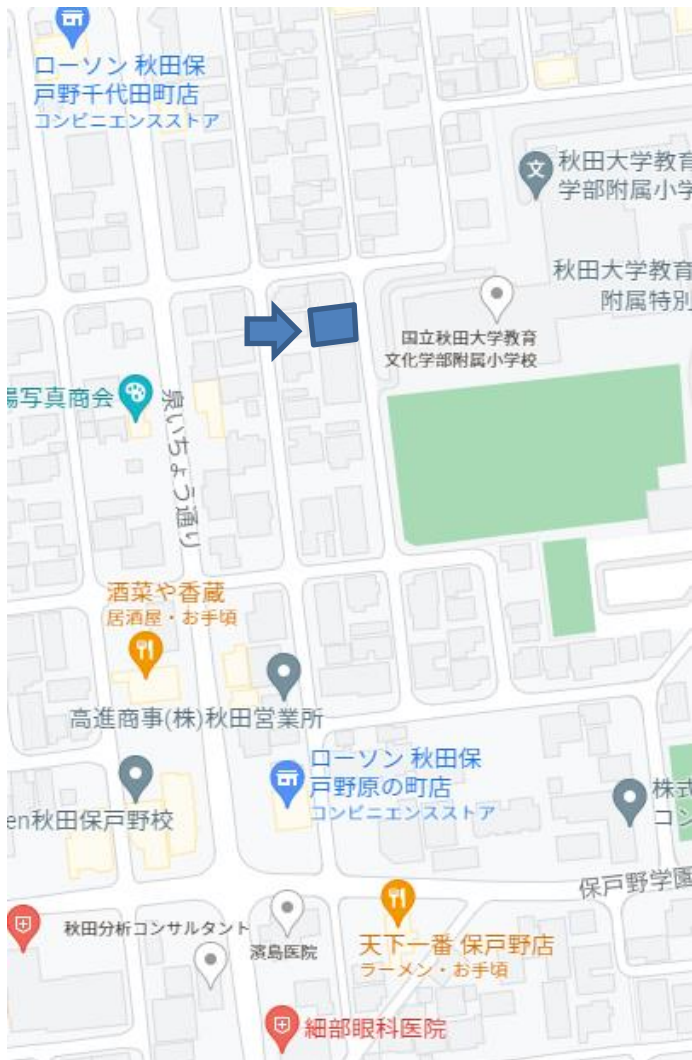 ローソン 秋田保
戸野千代田町店
コンビニエンスストア
秋田大学教育
学部附属小学
秋田大学教育
附属特別
国立秋田大学教育
文化学部附属小学校
写真商会
泉いちょう通り
酒菜や香蔵
居酒屋・お手頃
高進商事(株)秋田営業所
ローソン 秋田保
戸野原の町店
コンビニエンスストア
en秋田保戸野校
株式
コン
保戸野学園
秋田分析コンサルタント
濱島医院
天下一番 保戸野店
ラーメン・お手頃
細部眼科医院